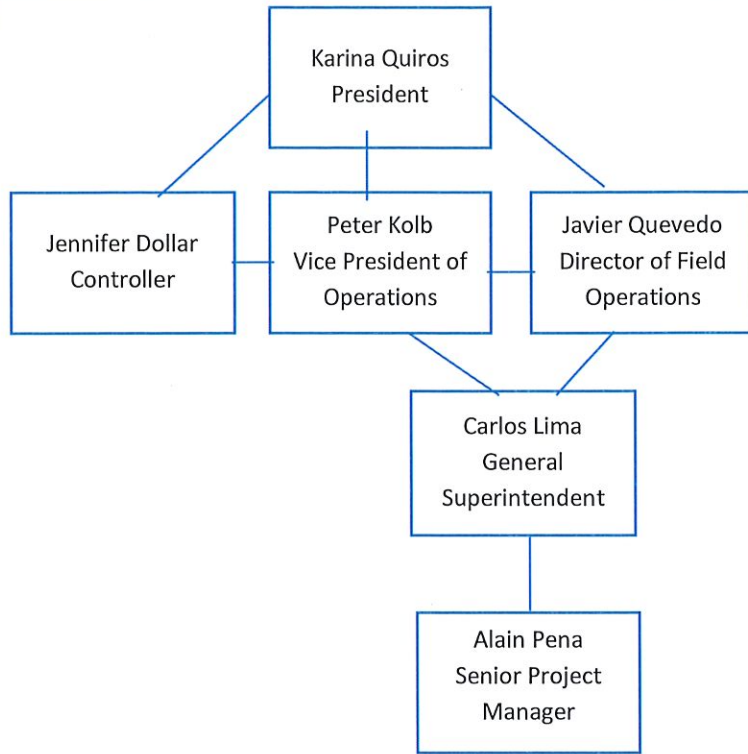 Karina Quiros
President
Jennifer Dollar
Controller
Peter Kolb
Vice President of
Operations
Javier Quevedo
Director of Field
Operations
Carlos Lima
General
Superintendent
Alain Pena
Senior Project
Manager